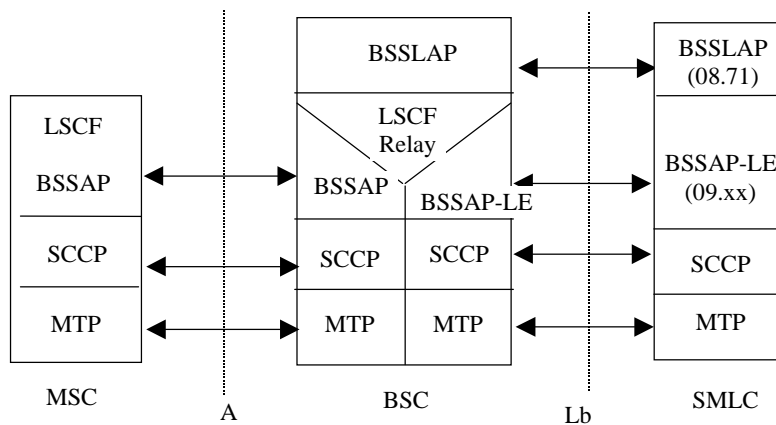 BSSLAP
BSSLAP
(08.71)
LSCF
LSCF
Relay
BSSAP
BSSAP
BSSAP-LE
BSSAP-LE
(09.xx)
SCCP
SCCP
SCCP
SCCP
MTP
MTP
MTP
MTP
MSC
A
BSC
Lb
SMLC